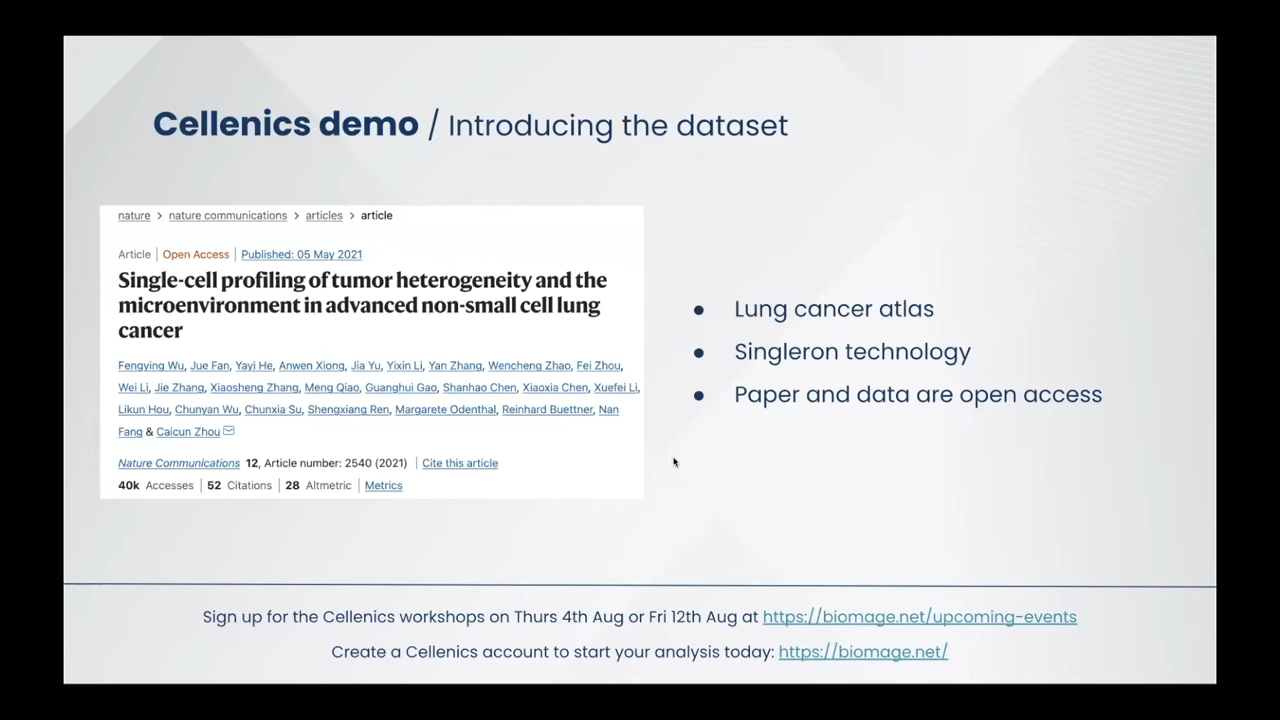 Cellenics demo / Introducing the dataset
nature > nature communications > articles > article
Article | Open Access | Published: 05 May 2021
Single-cell profiling of tumor heterogeneity and the
microenvironment in advanced non-small cell lung
cancer
Fengying Wu, Jue Fan, Yayi He, Anwen Xiong, Jia Yu, Yixin Li, Yan Zhang, Wencheng Zhao, Fei Zhou,
Wei Li, Jie Zhang, Xiaosheng Zhang, Meng Qiao, Guanghui Gao, Shanhao Chen, Xiaoxia Chen, Xuefei Li,
Likun Hou, Chunyan Wu, Chunxia Su, Shengxiang Ren, Margarete Odenthal, Reinhard Buettner, Nan
Fang & Caicun Zhou
Nature Communications 12, Article number: 2540 (2021) | Cite this article
40k Accesses | 52 Citations | 28 Altmetric | Metrics
● Lung cancer atlas
● Singleron technology
● Paper and data are open access
Sign up for the Cellenics workshops on Thurs 4th Aug or Fri 12th Aug at https://biomage.net/upcoming-events
Create a Cellenics account to start your analysis today: https://biomage.net/